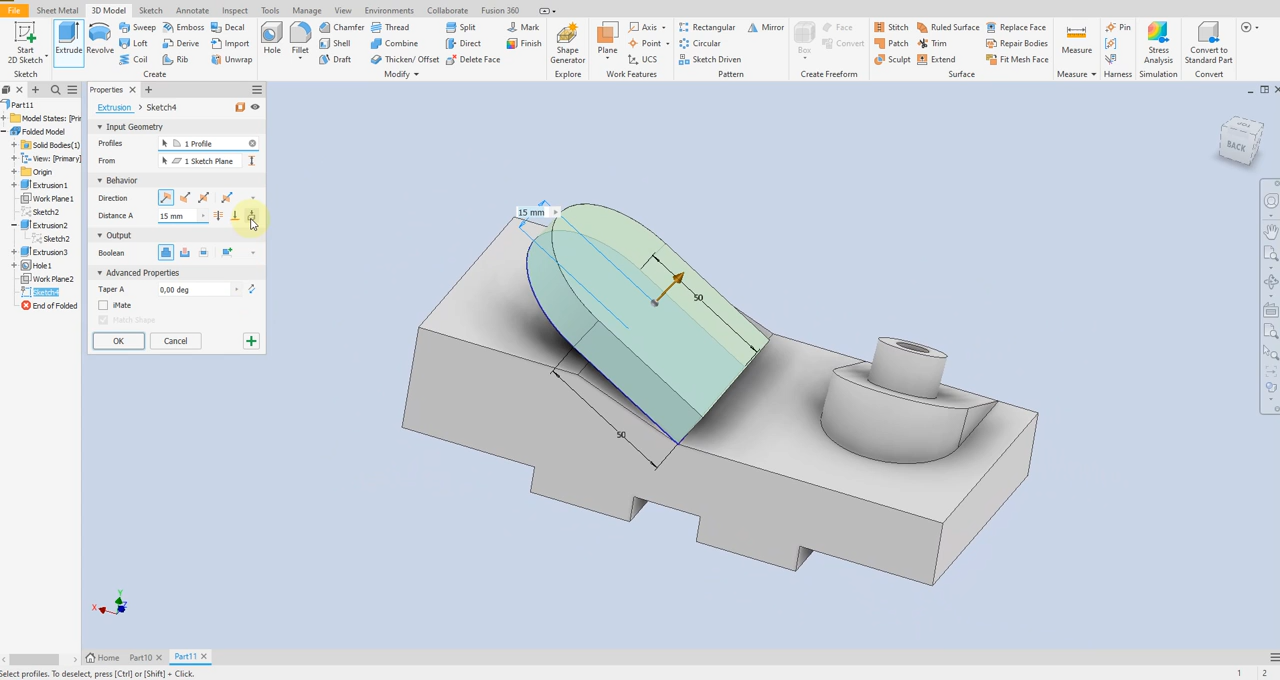 File Sheet Metal 3D Model Sketch Annotate Inspect Tools Manage View Environments Collaborate Fusion 360
Start
2D Sketch
Sketch
Extrude
Revolve
Sweep Emboss Decal
Loft Derive Import
Coil Rib Unwrap
Create
Hole
Fillet
Chamfer Thread Split Mark
Shell Combine Direct Finish
Draft Thicken/ Offset Delete Face
Modify
Shape
Generator
Explore
Plane
Axis
Point
UCS
Work Features
Rectangular Mirror
Circular
Sketch Driven
Pattern
Box
Face
Convert
Create Freeform
Stitch Ruled Surface Replace Face
Patch Trim Repair Bodies
Sculpt Extend Fit Mesh Face
Surface
Measure
Measure
Pin
Harness
Stress
Analysis
Simulation
Convert to
Standard Part
Convert
Part11
Model States: [Pri
Folded Model
Solid Bodies(1)
View: [Primary]
Origin
Extrusion1
Work Plane1
Sketch2
Extrusion2
Sketch2
Extrusion3
Hole1
Work Plane2
Sketch4
End of Folded
Properties
Extrusion > Sketch4
Input Geometry
Profiles 1 Profile
From 1 Sketch Plane
Behavior
Direction
Distance A 15 mm
Output
Boolean
Advanced Properties
Taper A 0,00 deg
iMate
Match Shape
OK Cancel
15 mm
50
50
TOP
BACK
X
Y
Z
Home Part10 Part11
Select profiles. To deselect, press [Ctrl] or [Shift] + Click.
1 2